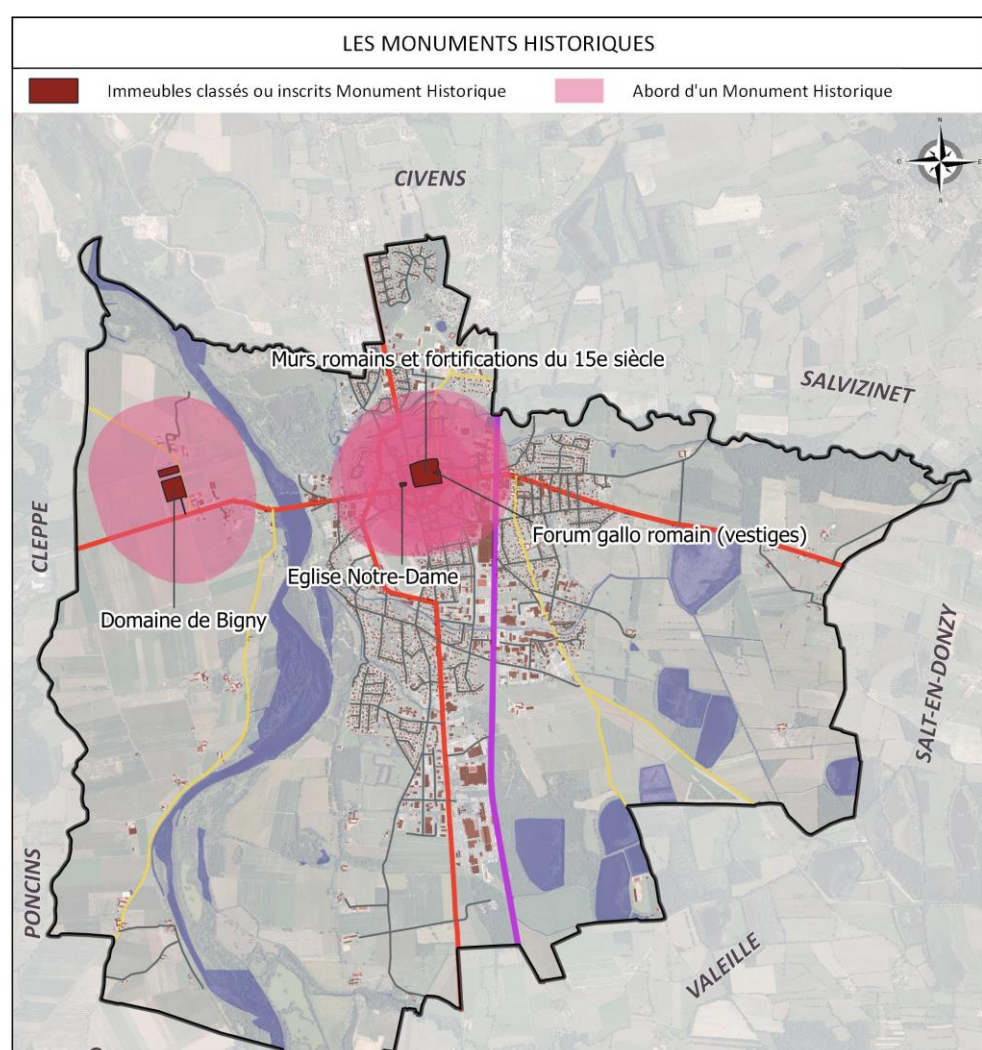 LES MONUMENTS HISTORIQUES
Immeubles classés ou inscrits Monument Historique
Abord d'un Monument Historique
N
O
E
S
CIVENS
Murs romains et fortifications du 15e siècle
SALVIZINET
CLEPPE
Forum gallo romain (vestiges)
Eglise Notre-Dame
Domaine de Bigny
SALT-EN-DONZY
PONCINS
VALEILLE